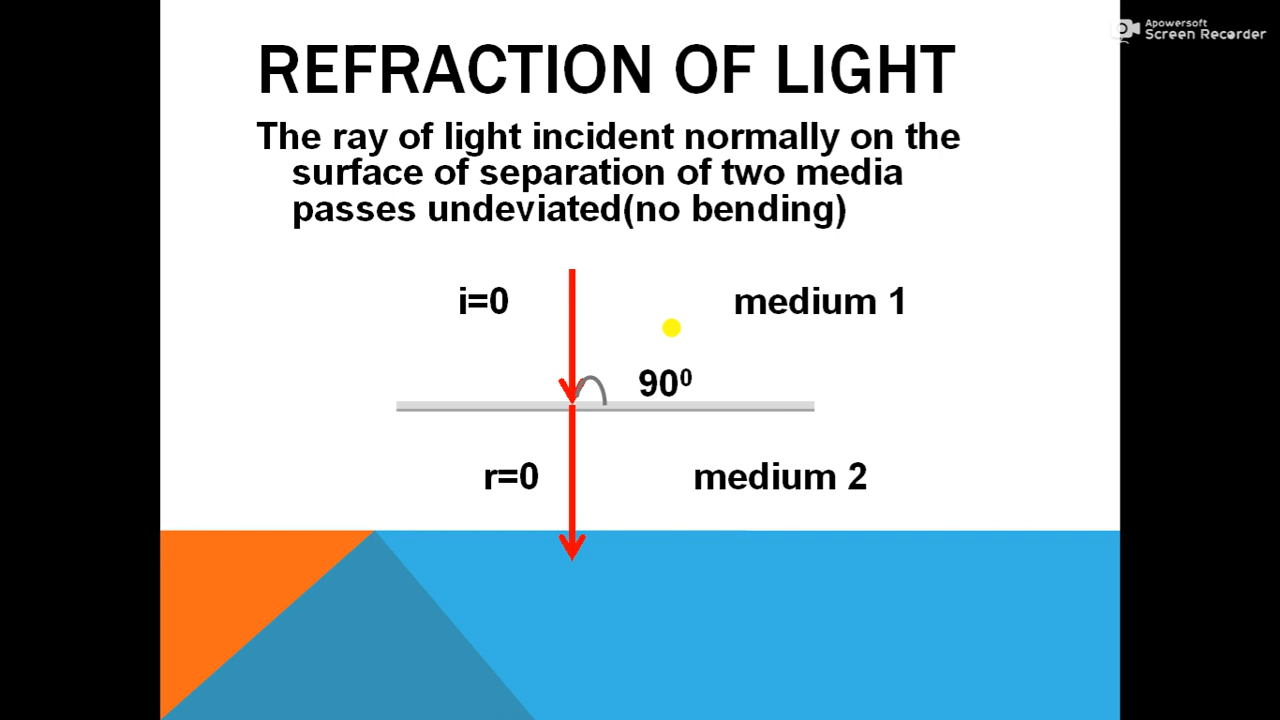 Apowersoft
Screen Recorder
REFRACTION OF LIGHT
The ray of light incident normally on the
surface of separation of two media
passes undeviated(no bending)
i=0
medium 1
90⁰
r=0
medium 2